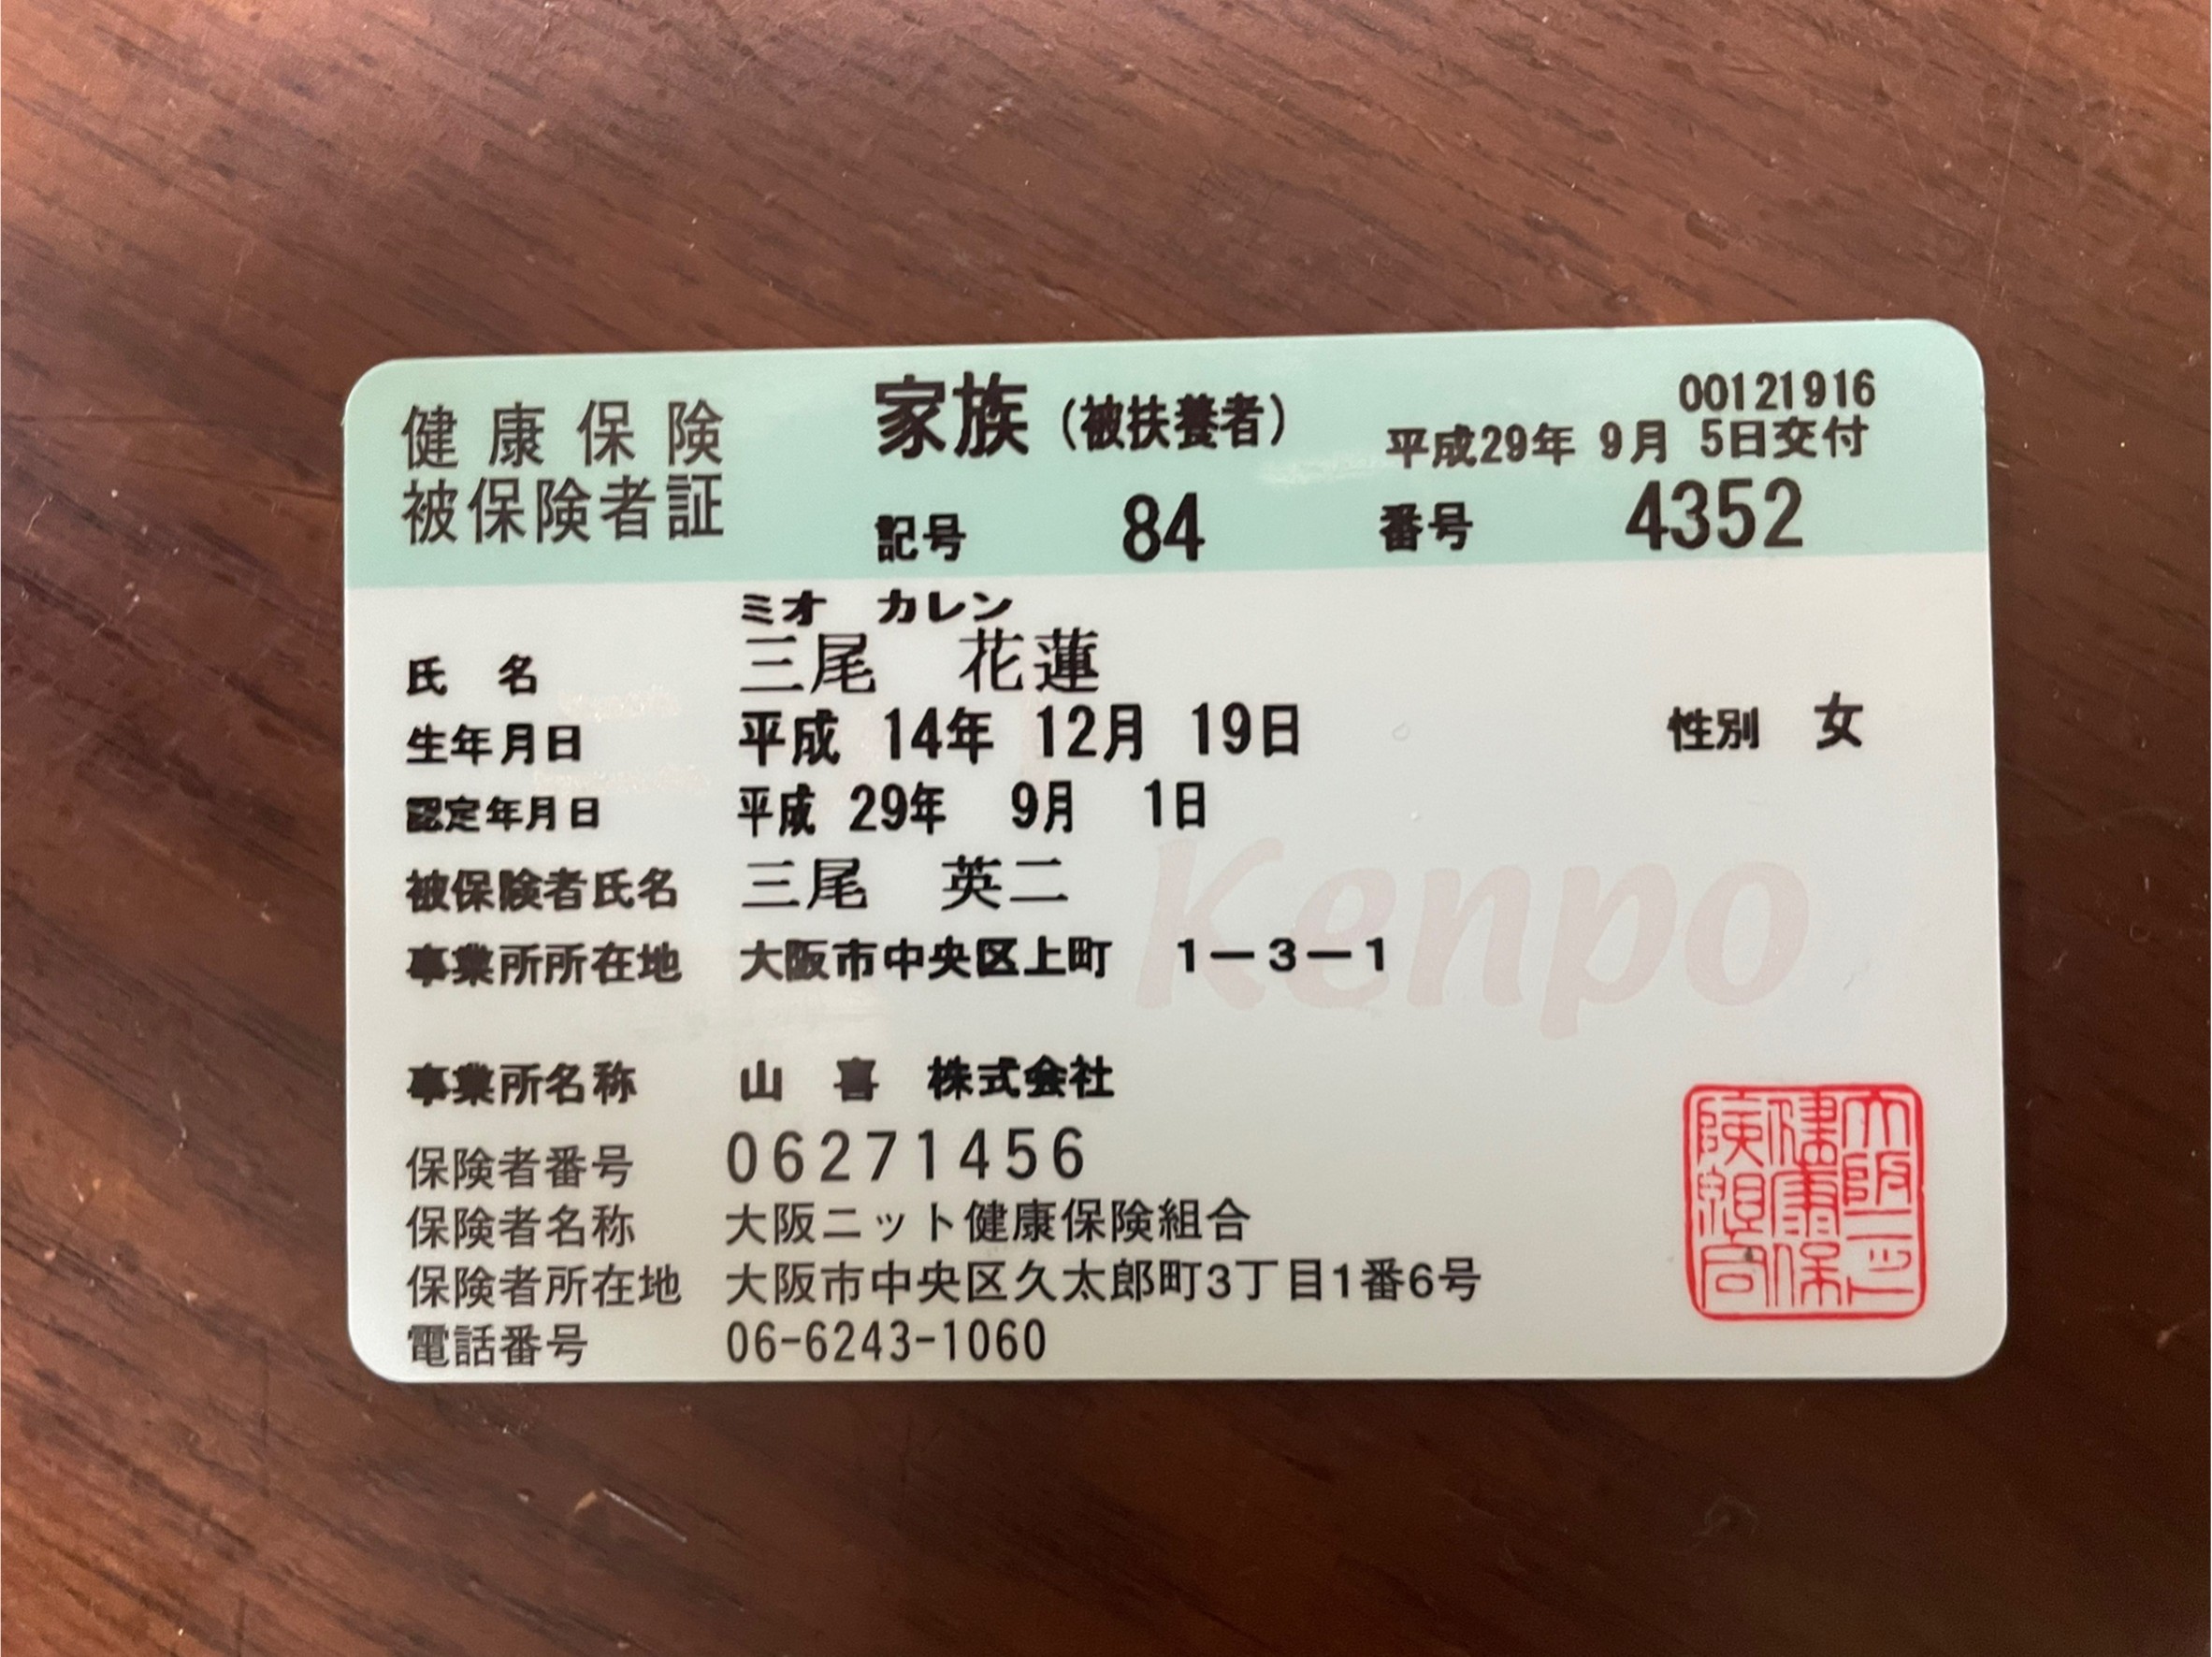 健康保険 家族(被扶養者) 00121916
被保険者証 平成29年 9月 5日交付
記号 84 番号 4352
ミオ カレン
氏 名 三尾 花蓮
生年月日 平成 14年 12月 19日 性別 女
認定年月日 平成 29年 9月 1日
被保険者氏名 三尾 英二
事業所所在地 大阪市中央区上町 1-3-1
Kenpo
事業所名称 山 喜 株式会社
保険者番号 06271456
保険者名称 大阪ニット健康保険組合
保険者所在地 大阪市中央区久太郎町3丁目1番6号
電話番号 06-6243-1060